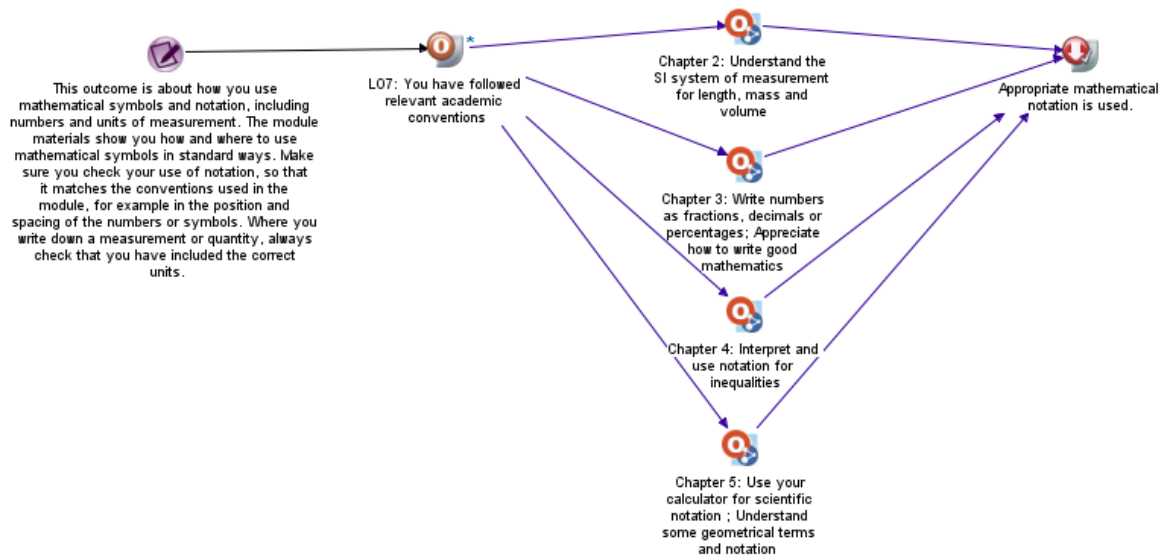 This outcome is about how you use
mathematical symbols and notation, including
numbers and units of measurement. The module
materials show you how and where to use
mathematical symbols in standard ways. Make
sure you check your use of notation, so that
it matches the conventions used in the
module, for example in the position and
spacing of the numbers or symbols. Where you
write down a measurement or quantity, always
check that you have included the correct
units.
O
*
LO7: You have followed
relevant academic
conventions
O
Chapter 2: Understand the
SI system of measurement
for length, mass and
volume
O
Chapter 3: Write numbers
as fractions, decimals or
percentages; Appreciate
how to write good
mathematics
O
Chapter 4: Interpret and
use notation for
inequalities
O
Chapter 5: Use your
calculator for scientific
notation ; Understand
some geometrical terms
and notation
Appropriate mathematical
notation is used.